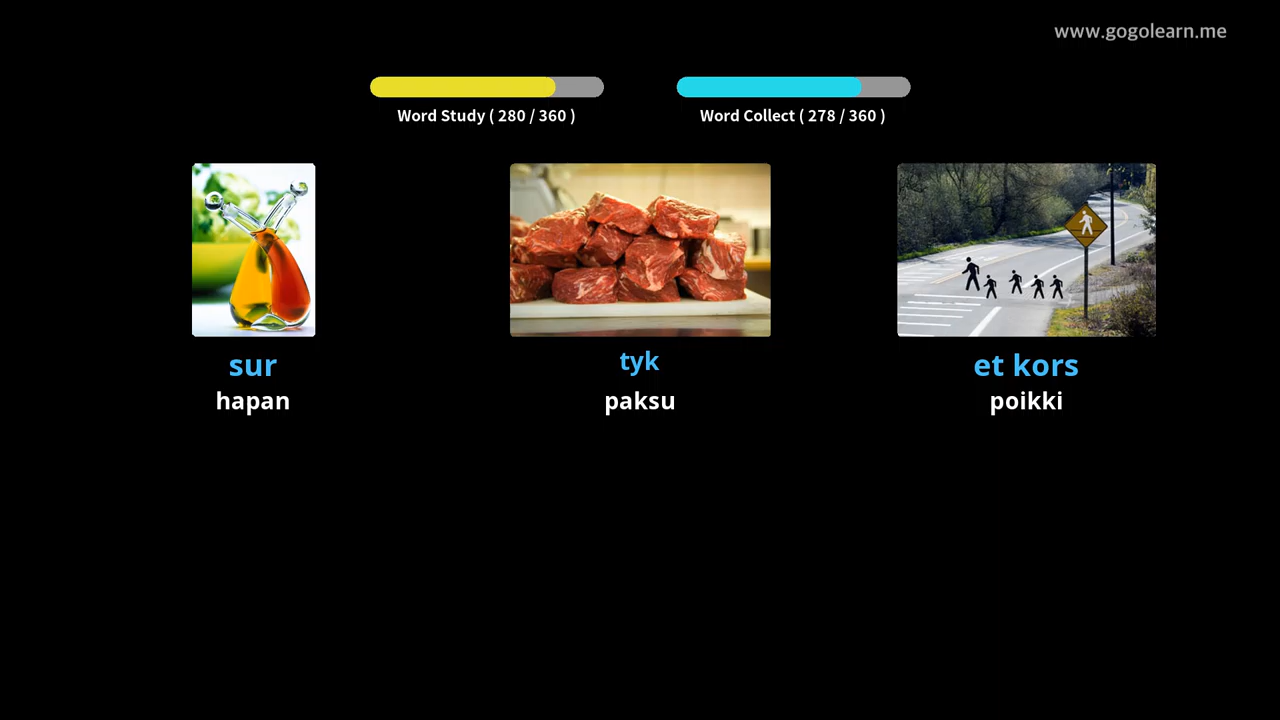 www.gogolearn.me
Word Study ( 280 / 360 )
Word Collect ( 278 / 360 )
sur
hapan
tyk
paksu
et kors
poikki